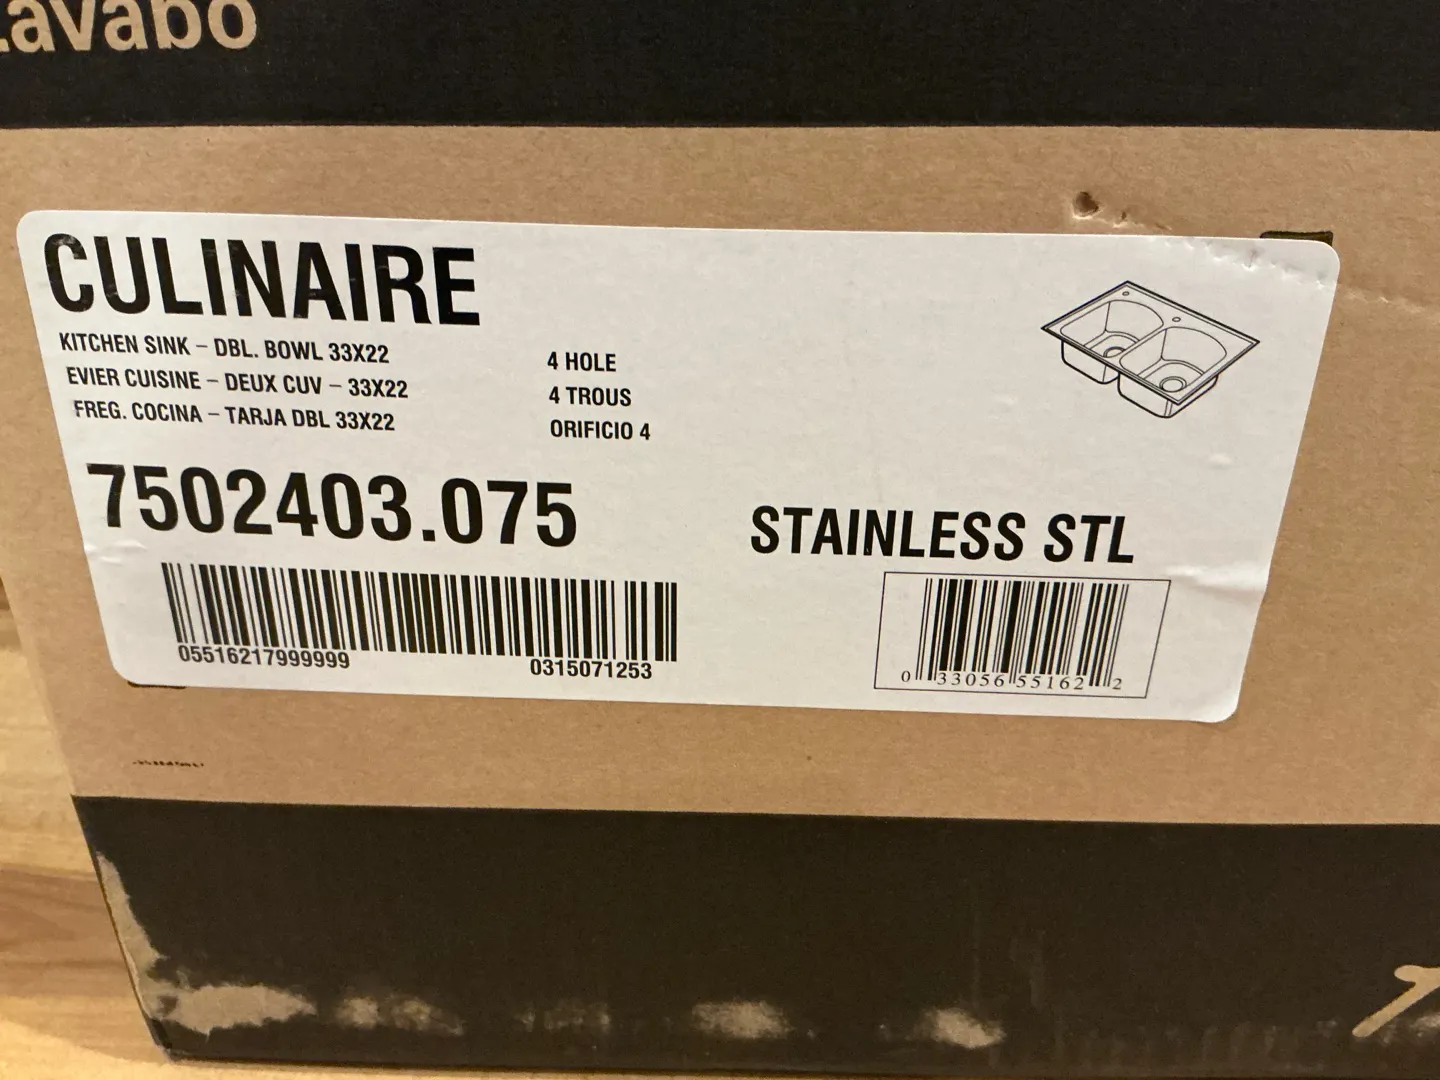 Lavabo
CULINAIRE
KITCHEN SINK – DBL. BOWL 33X22
EVIER CUISINE – DEUX CUV – 33X22
FREG. COCINA – TARJA DBL 33X22
4 HOLE
4 TROUS
ORIFICIO 4
7502403.075
STAINLESS STL
05516217999999
0315071253
0 33056 55162 2